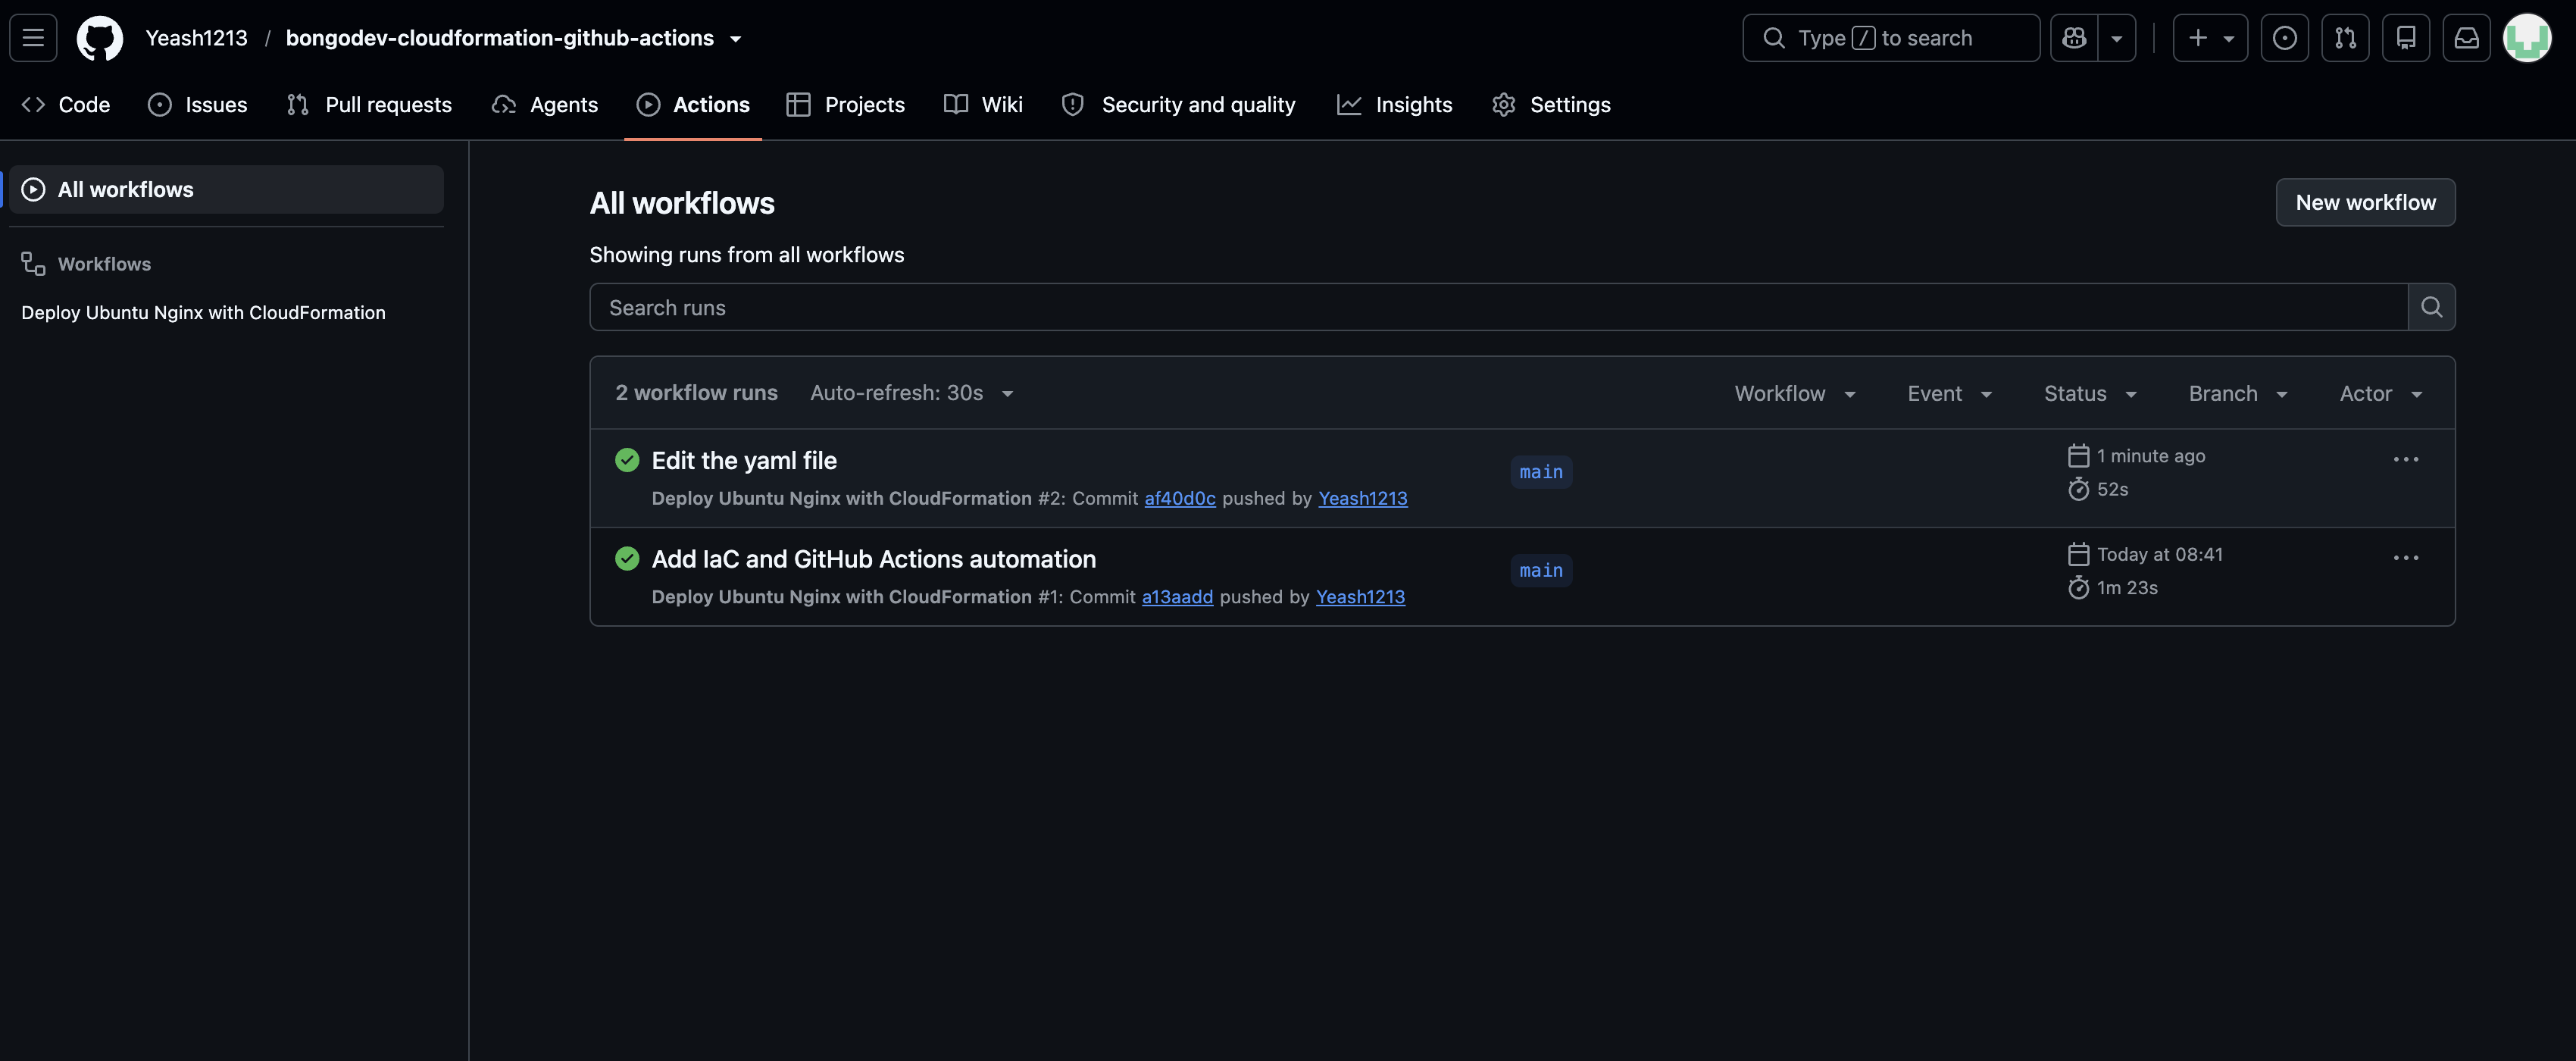 Yeash1213 / bongodev-cloudformation-github-actions
Type / to search
Code Issues Pull requests Agents Actions Projects Wiki Security and quality Insights Settings
All workflows
Workflows
Deploy Ubuntu Nginx with CloudFormation
All workflows
New workflow
Showing runs from all workflows
Search runs
2 workflow runs Auto-refresh: 30s Workflow Event Status Branch Actor
Edit the yaml file
Deploy Ubuntu Nginx with CloudFormation #2: Commit af40d0c pushed by Yeash1213
main
1 minute ago
52s
Add IaC and GitHub Actions automation
Deploy Ubuntu Nginx with CloudFormation #1: Commit a13aadd pushed by Yeash1213
main
Today at 08:41
1m 23s